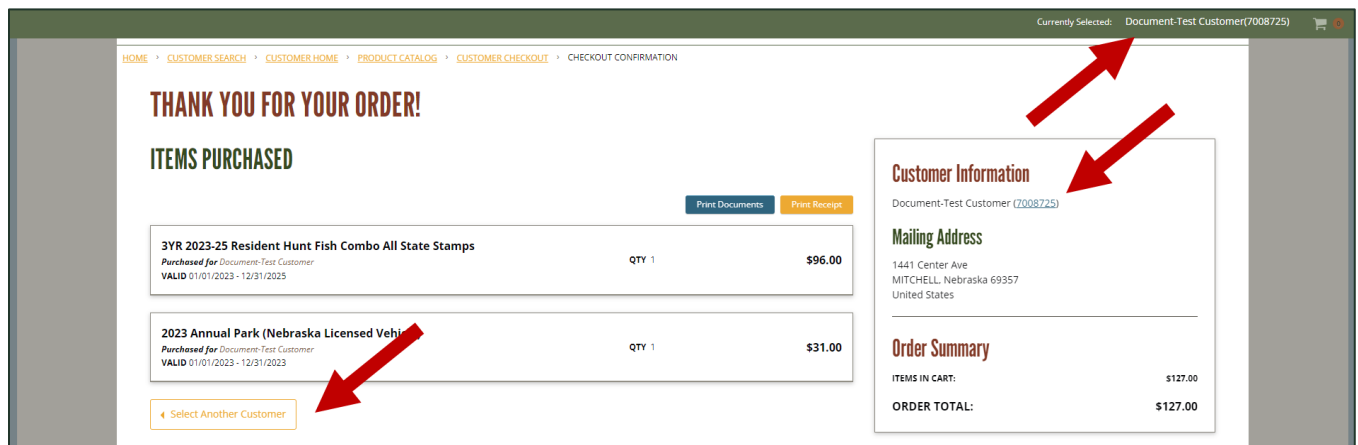 Currently Selected: Document-Test Customer(7008725) 0
HOME › CUSTOMER SEARCH › CUSTOMER HOME › PRODUCT CATALOG › CUSTOMER CHECKOUT › CHECKOUT CONFIRMATION
THANK YOU FOR YOUR ORDER!
ITEMS PURCHASED
Print Documents Print Receipt
3YR 2023-25 Resident Hunt Fish Combo All State Stamps
Purchased for Document-Test Customer
VALID 01/01/2023 - 12/31/2025
QTY 1 $96.00
2023 Annual Park (Nebraska Licensed
Purchased for Document-Test Customer
VALID 01/01/2023 - 12/31/2023
QTY 1 $31.00
Select Another Customer
Customer Information
Document-Test Customer (7008725)
Mailing Address
1441 Center Ave
MITCHELL, Nebraska 69357
United States
Order Summary
ITEMS IN CART: $127.00
ORDER TOTAL: $127.00